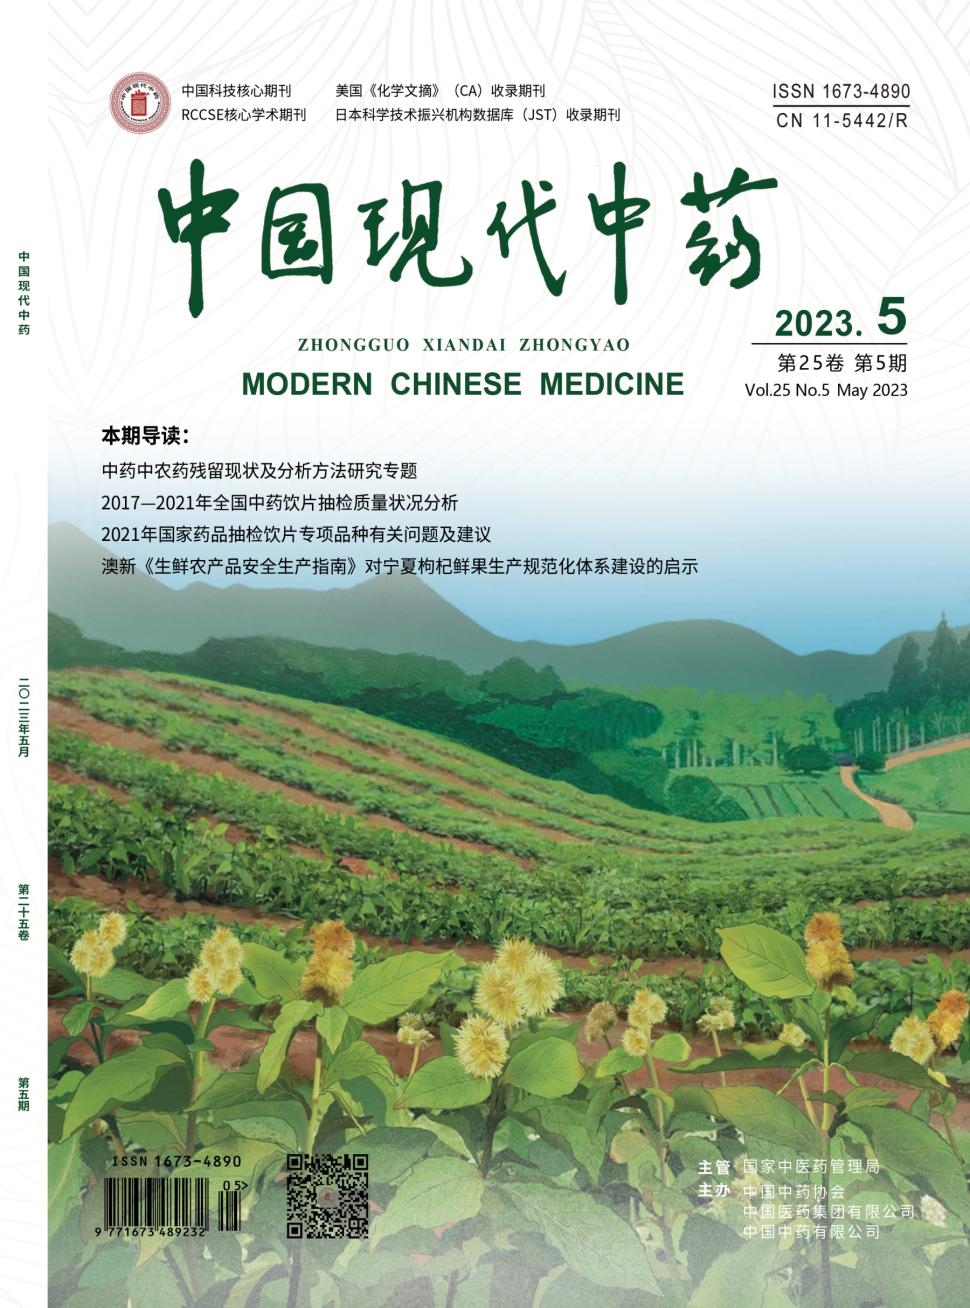 中国科技核心期刊 美国《化学文摘》（CA）收录期刊
RCCSE核心学术期刊 日本科学技术振兴机构数据库（JST）收录期刊
ISSN 1673-4890
CN 11-5442/R
中国现代中药
ZHONGGUO XIANDAI ZHONGYAO
MODERN CHINESE MEDICINE
2023. 5
第25卷 第5期
Vol.25 No.5 May 2023
本期导读：
中药中农药残留现状及分析方法研究专题
2017—2021年全国中药饮片抽检质量状况分析
2021年国家药品抽检饮片专项品种有关问题及建议
澳新《生鲜农产品安全生产指南》对宁夏枸杞鲜果生产规范化体系建设的启示
中国现代中药
二〇二三年五月
第二十五卷
第五期
ISSN 1673-4890
05>
9 771673 489232
主管 国家中医药管理局
主办 中国中药协会
中国医药集团有限公司
中国中药有限公司